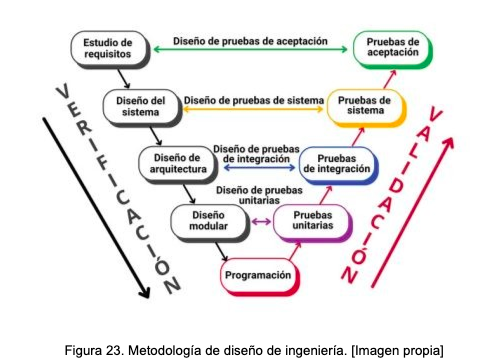 Estudio de
requisitos
Diseño de pruebas de aceptación
Pruebas de
aceptación
Diseño del
sistema
Diseño de pruebas de sistema
Pruebas de
sistema
Diseño de
arquitectura
Diseño de pruebas
de integración
Pruebas
de integración
Diseño de pruebas
unitarias
Diseño
modular
Pruebas
unitarias
Programación
VERIFICACIÓN
VALIDACIÓN
Figura 23. Metodología de diseño de ingeniería. [Imagen propia]